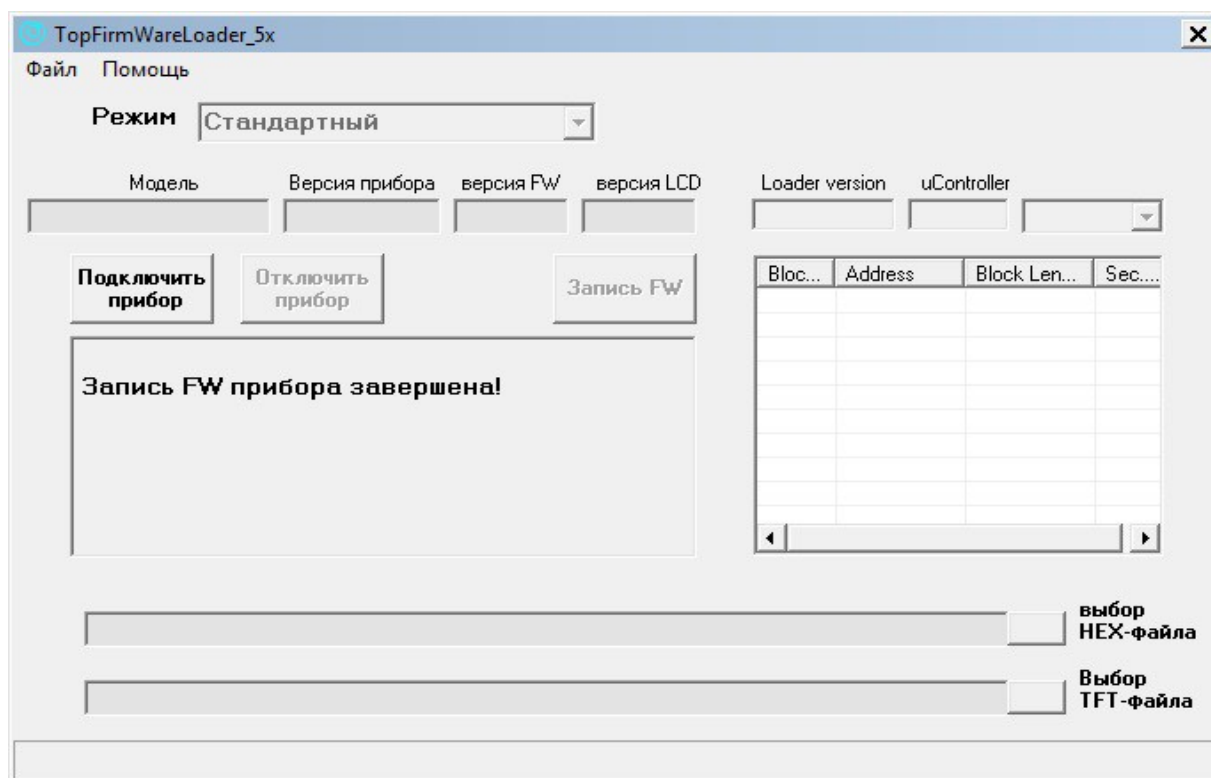 TopFirmWareLoader_5x
Файл Помощь
Режим Стандартный
Модель Версия прибора версия FW версия LCD Loader version uController
Подключить прибор
Отключить прибор
Запись FW
Bloc... Address Block Len... Sec....
Запись FW прибора завершена!
выбор
HEX-файла
Выбор
TFT-файла